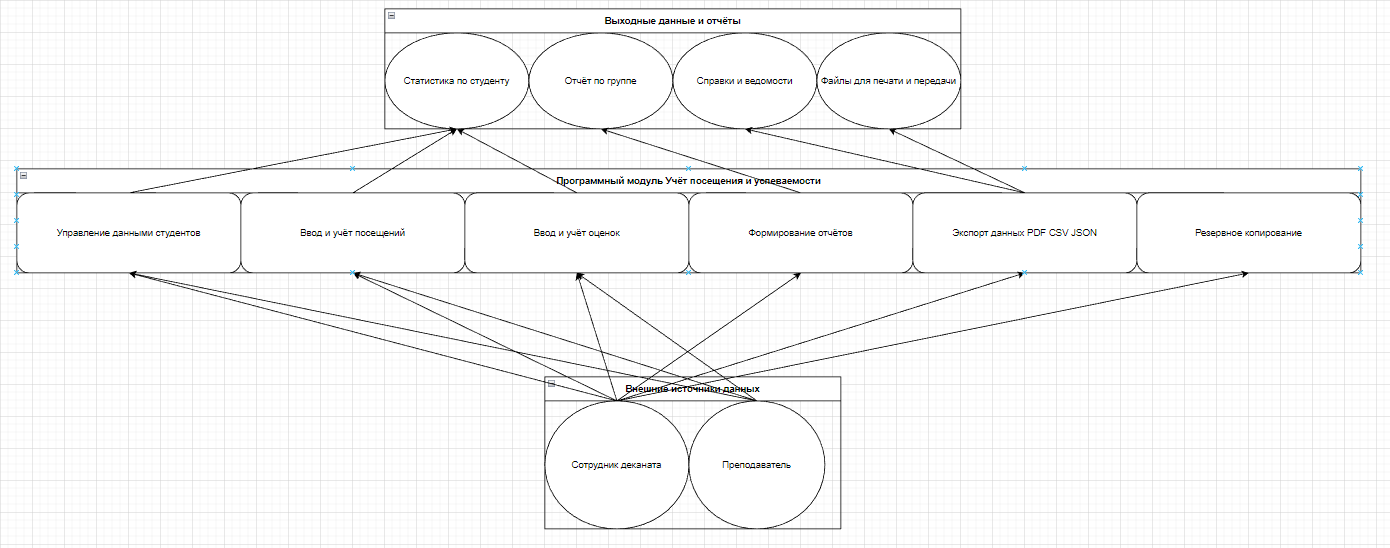 Выходные данные и отчёты
Статистика по студенту
Отчёт по группе
Справки и ведомости
Файлы для печати и передачи
Программный модуль Учёт посещения и успеваемости
Управление данными студентов
Ввод и учёт посещений
Ввод и учёт оценок
Формирование отчётов
Экспорт данных PDF CSV JSON
Резервное копирование
Внешние источники данных
Сотрудник деканата
Преподаватель